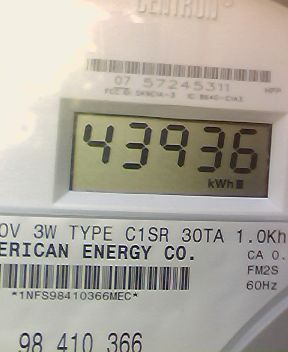 CENTRON®
07 57245311
43936
kWh
0V 3W TYPE C1SR 30TA 1.0Kh
ERICAN ENERGY CO.
CA 0.
FM2S
60Hz
*1NFS98410366MEC*
98 410 366